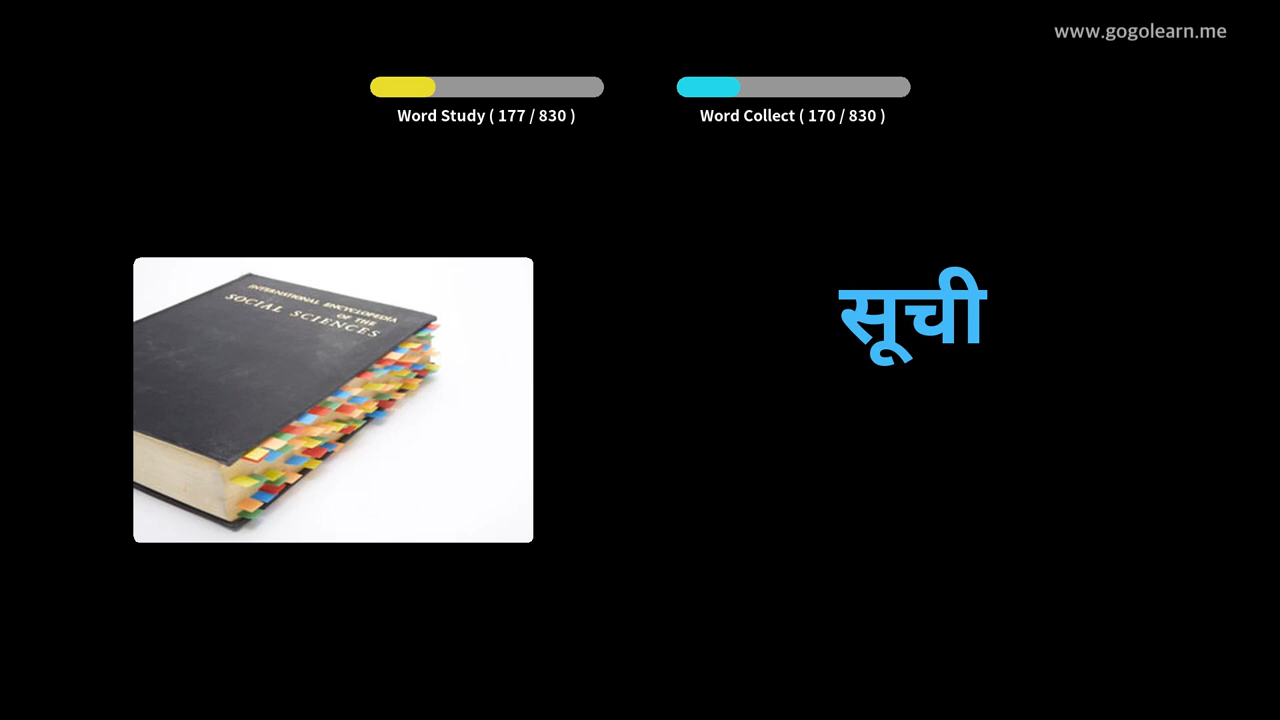 www.gogolearn.me
Word Study ( 177 / 830 )
Word Collect ( 170 / 830 )
INTERNATIONAL ENCYCLOPEDIA
OF THE
SOCIAL SCIENCES
सूची